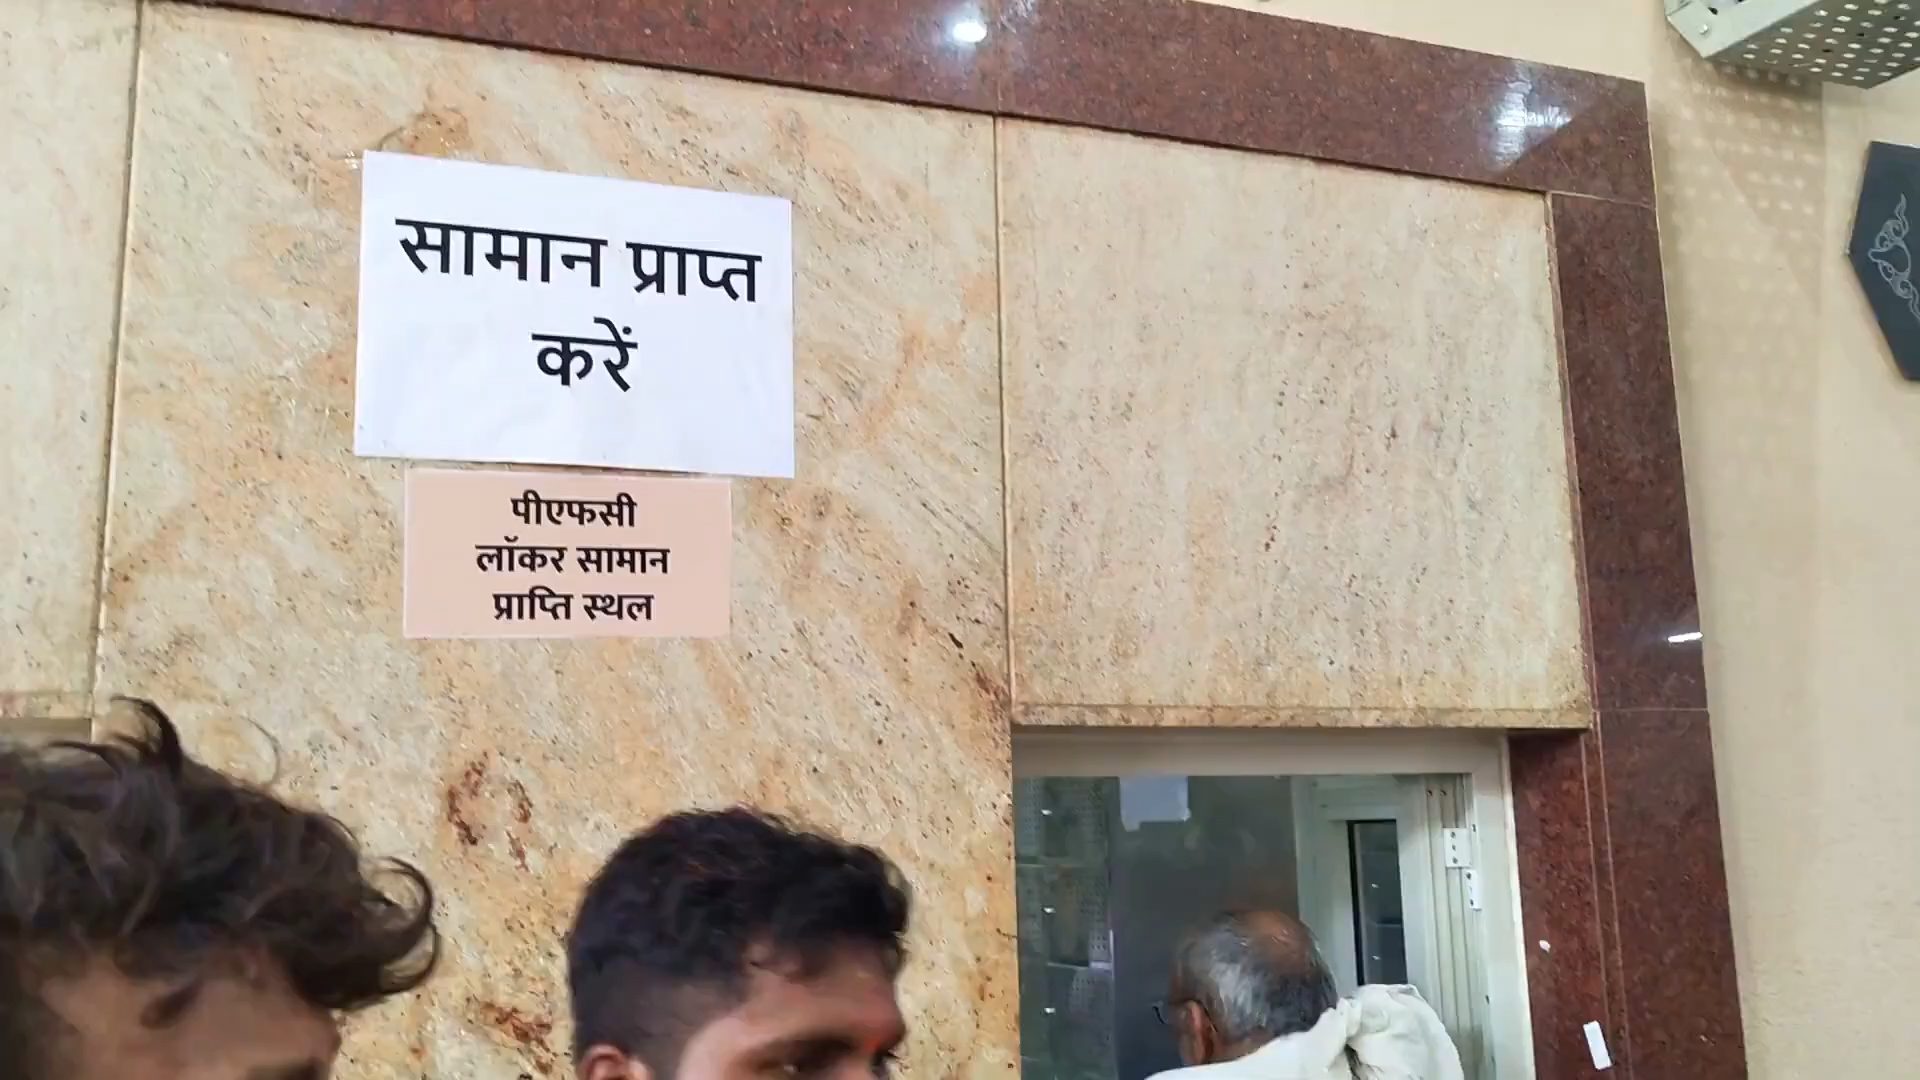 सामान प्राप्त
करें
पीएफसी
लॉकर सामान
प्राप्ति स्थल